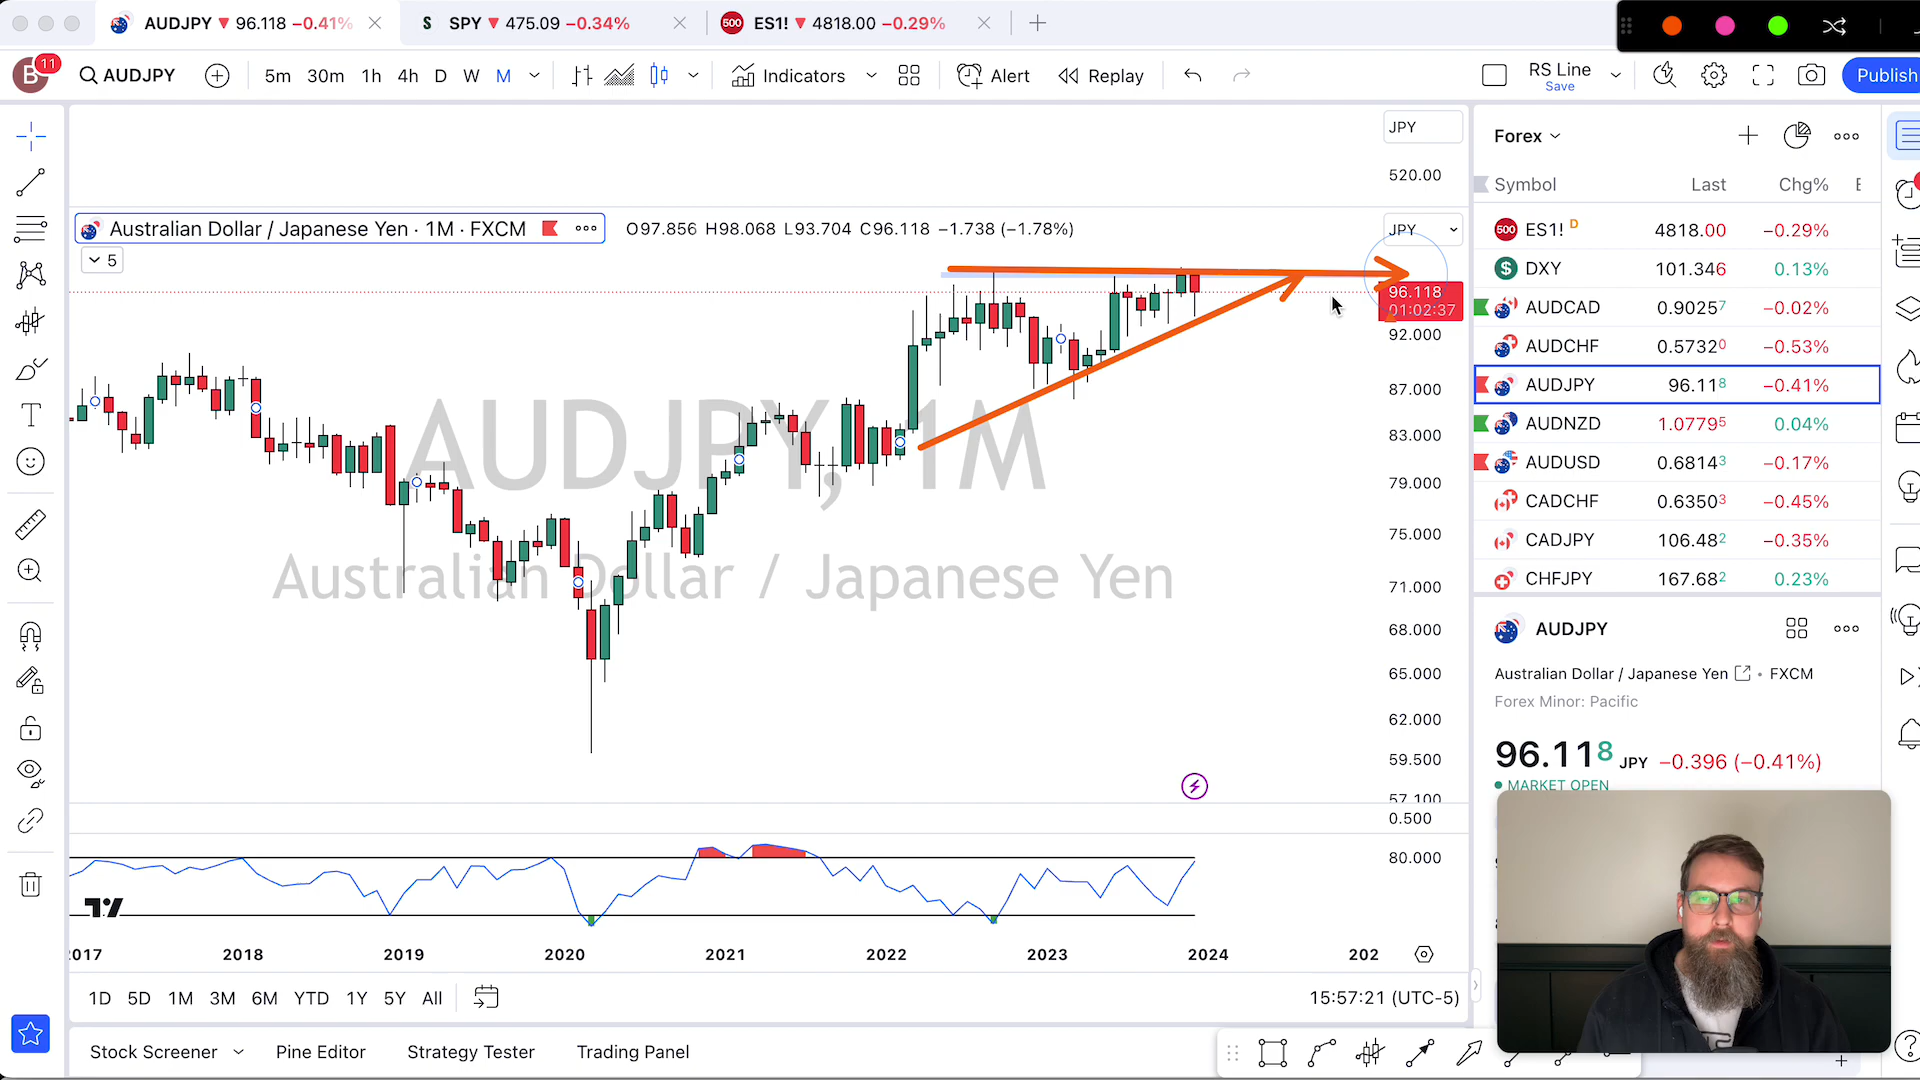 AUDJPY ▼ 96.118 −0.41%
S SPY ▼ 475.09 −0.34%
500 ES1! ▼ 4818.00 −0.29%
B 11
AUDJPY
5m 30m 1h 4h D W M
Indicators
Alert
Replay
RS Line
Save
Publish
JPY
520.00
Australian Dollar / Japanese Yen · 1M · FXCM
O97.856 H98.068 L93.704 C96.118 −1.738 (−1.78%)
JPY
5
96.118
01:02:37
92.000
87.000
83.000
79.000
75.000
71.000
68.000
65.000
62.000
59.500
57.100
0.500
80.000
AUDJPY, 1M
Australian Dollar / Japanese Yen
2017 2018 2019 2020 2021 2022 2023 2024 202
1D 5D 1M 3M 6M YTD 1Y 5Y All
15:57:21 (UTC-5)
Stock Screener
Pine Editor
Strategy Tester
Trading Panel
Forex
Symbol Last Chg%
500 ES1! D 4818.00 −0.29%
$ DXY 101.346 0.13%
AUDCAD 0.90257 −0.02%
AUDCHF 0.57320 −0.53%
AUDJPY 96.118 −0.41%
AUDNZD 1.07795 0.04%
AUDUSD 0.68143 −0.17%
CADCHF 0.63503 −0.45%
CADJPY 106.482 −0.35%
CHFJPY 167.682 0.23%
AUDJPY
Australian Dollar / Japanese Yen • FXCM
Forex Minor: Pacific
96.118 JPY −0.396 (−0.41%)
MARKET OPEN